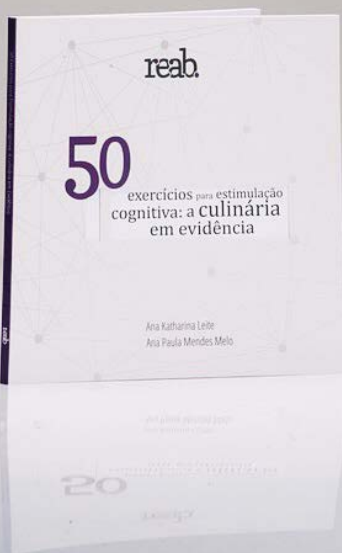 reab.
50
exercícios para estimulação
cognitiva: a culinária
em evidência
Ana Katharina Leite
Ana Paula Mendes Melo